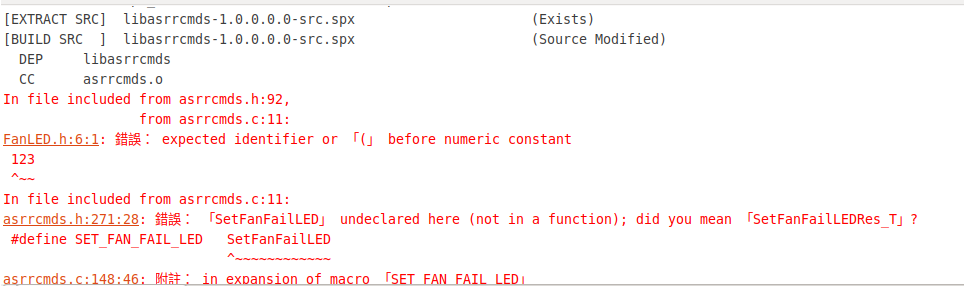 [EXTRACT SRC]  libasrrcmds-1.0.0.0.0-src.spx                      (Exists)
[BUILD SRC  ]  libasrrcmds-1.0.0.0.0-src.spx                      (Source Modified)
  DEP     libasrrcmds
  CC      asrrcmds.o
In file included from asrrcmds.h:92,
                 from asrrcmds.c:11:
FanLED.h:6:1: 錯誤： expected identifier or 「(」 before numeric constant
 123
 ^~~
In file included from asrrcmds.c:11:
asrrcmds.h:271:28: 錯誤： 「SetFanFailLED」 undeclared here (not in a function); did you mean 「SetFanFailLEDRes_T」?
 #define SET_FAN_FAIL_LED   SetFanFailLED
                            ^~~~~~~~~~~~~
asrrcmds.c:148:46: 附註： in expansion of macro 「SET_FAN_FAIL_LED」